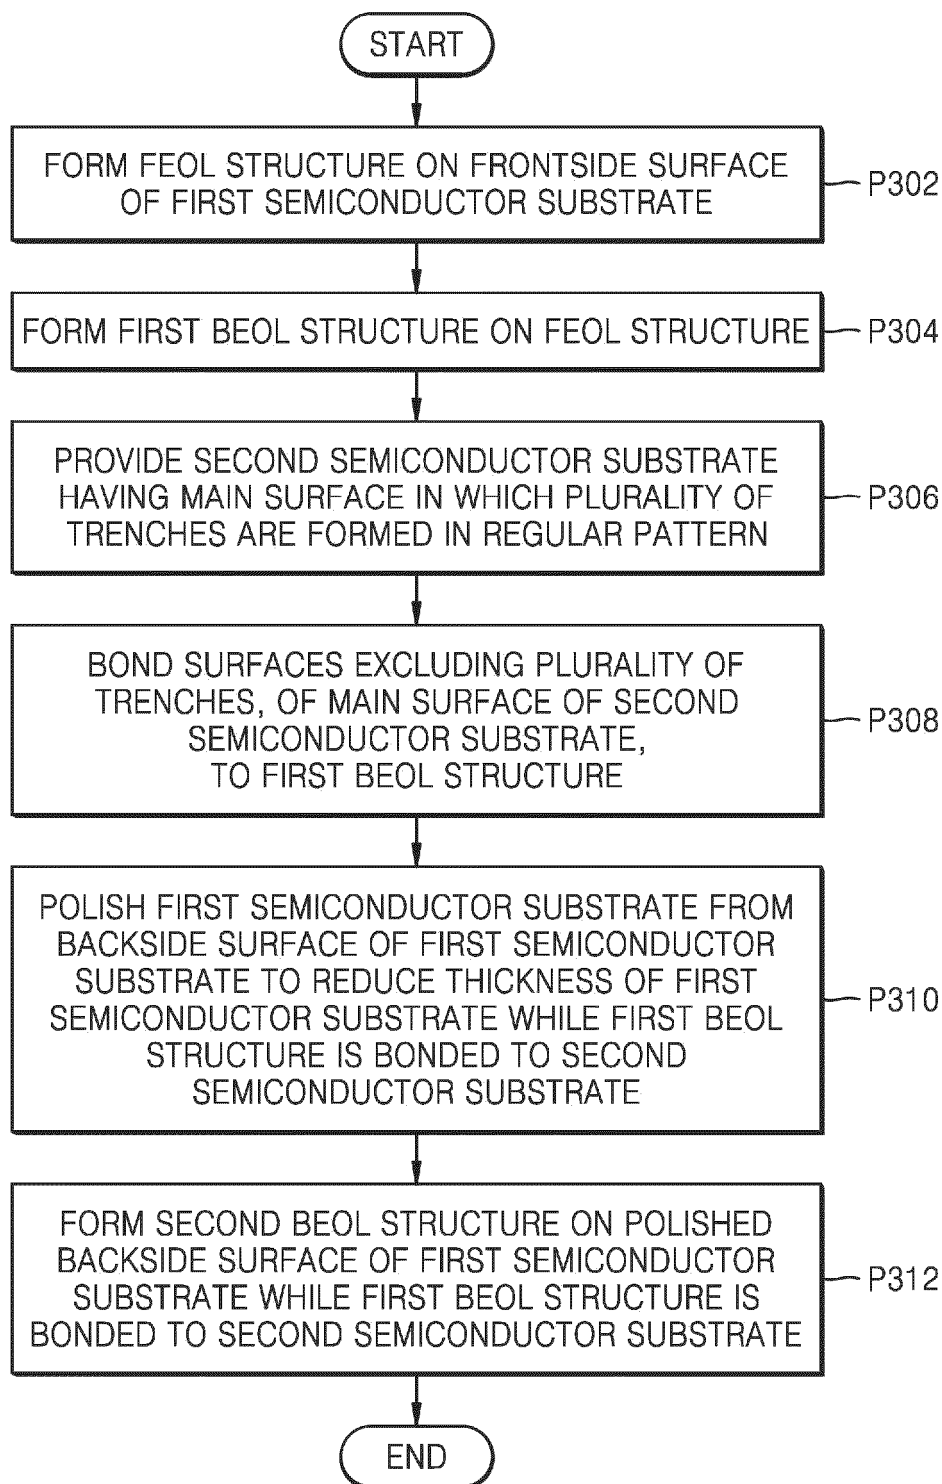 START
FORM FEOL STRUCTURE ON FRONTSIDE SURFACE
OF FIRST SEMICONDUCTOR SUBSTRATE
P302
FORM FIRST BEOL STRUCTURE ON FEOL STRUCTURE
P304
PROVIDE SECOND SEMICONDUCTOR SUBSTRATE
HAVING MAIN SURFACE IN WHICH PLURALITY OF
TRENCHES ARE FORMED IN REGULAR PATTERN
P306
BOND SURFACES EXCLUDING PLURALITY OF
TRENCHES, OF MAIN SURFACE OF SECOND
SEMICONDUCTOR SUBSTRATE,
TO FIRST BEOL STRUCTURE
P308
POLISH FIRST SEMICONDUCTOR SUBSTRATE FROM
BACKSIDE SURFACE OF FIRST SEMICONDUCTOR
SUBSTRATE TO REDUCE THICKNESS OF FIRST
SEMICONDUCTOR SUBSTRATE WHILE FIRST BEOL
STRUCTURE IS BONDED TO SECOND
SEMICONDUCTOR SUBSTRATE
P310
FORM SECOND BEOL STRUCTURE ON POLISHED
BACKSIDE SURFACE OF FIRST SEMICONDUCTOR
SUBSTRATE WHILE FIRST BEOL STRUCTURE IS
BONDED TO SECOND SEMICONDUCTOR SUBSTRATE
P312
END